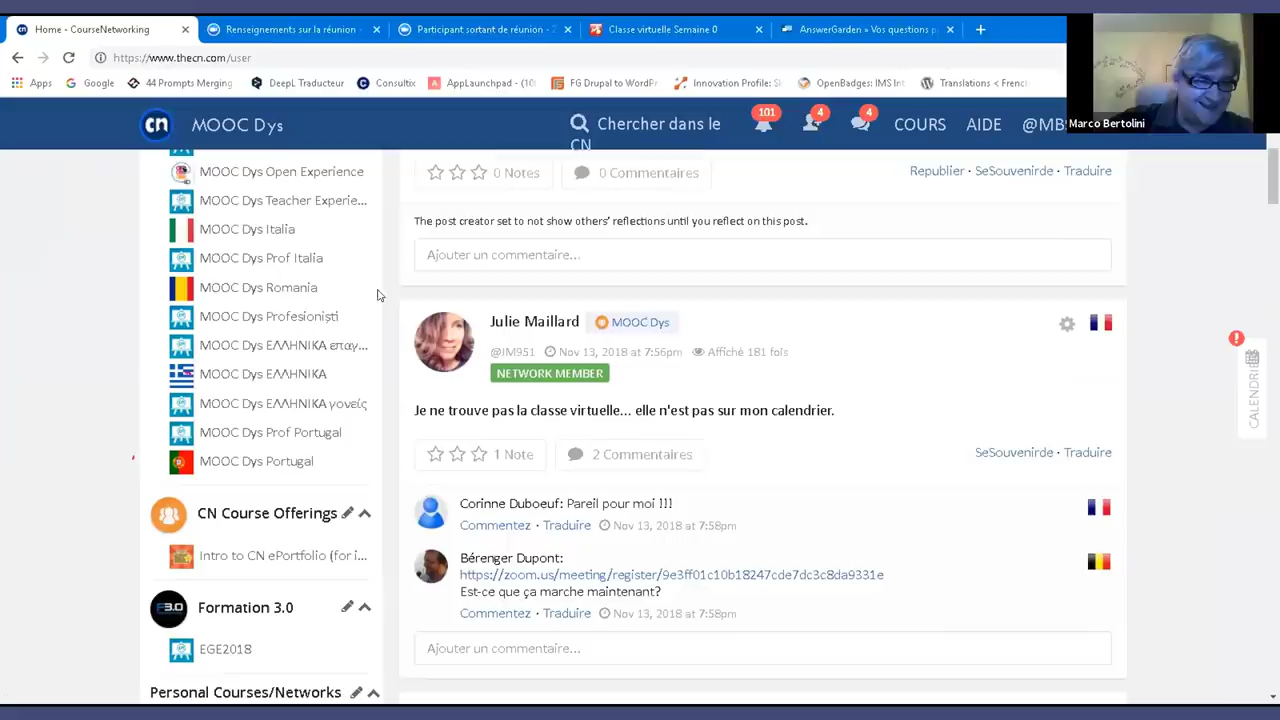 Home - CourseNetworking
Renseignements sur la réunion -
Participant sortant de réunion - Z
Classe virtuelle Semaine 0
AnswerGarden » Vos questions p
https://www.thecn.com/user
Apps
Google
44 Prompts Merging
DeepL Traducteur
Consultix
AppLaunchpad - (10
FG Drupal to WordPr
Innovation Profile: S
OpenBadges: IMS Int
Translations < Frenc
Marco Bertolini
cn
MOOC Dys
Chercher dans le
CN
101
4
4
COURS
AIDE
@MB
MOOC Dys Open Experience
MOOC Dys Teacher Experie...
MOOC Dys Italia
MOOC Dys Prof Italia
MOOC Dys Romania
MOOC Dys Profesioniști
MOOC Dys ΕΛΛΗΝΙΚΑ επαγ...
MOOC Dys ΕΛΛΗΝΙΚΑ
MOOC Dys ΕΛΛΗΝΙΚΑ γονείς
MOOC Dys Prof Portugal
MOOC Dys Portugal
CN Course Offerings
Intro to CN ePortfolio (for i...
F3.0
Formation 3.0
EGE2018
Personal Courses/Networks
0 Notes
0 Commentaires
Republier · SeSouvenirde · Traduire
The post creator set to not show others' reflections until you reflect on this post.
Ajouter un commentaire...
Julie Maillard
MOOC Dys
@JM951
Nov 13, 2018 at 7:56pm
Affiché 181 fois
NETWORK MEMBER
Je ne trouve pas la classe virtuelle... elle n'est pas sur mon calendrier.
1 Note
2 Commentaires
SeSouvenirde · Traduire
Corinne Duboeuf: Pareil pour moi !!!
Commentez · Traduire
Nov 13, 2018 at 7:58pm
Bérenger Dupont:
https://zoom.us/meeting/register/9e3ff01c10b18247cde7dc3c8da9331e
Est-ce que ça marche maintenant?
Commentez · Traduire
Nov 13, 2018 at 7:58pm
Ajouter un commentaire...
CALENDRIE